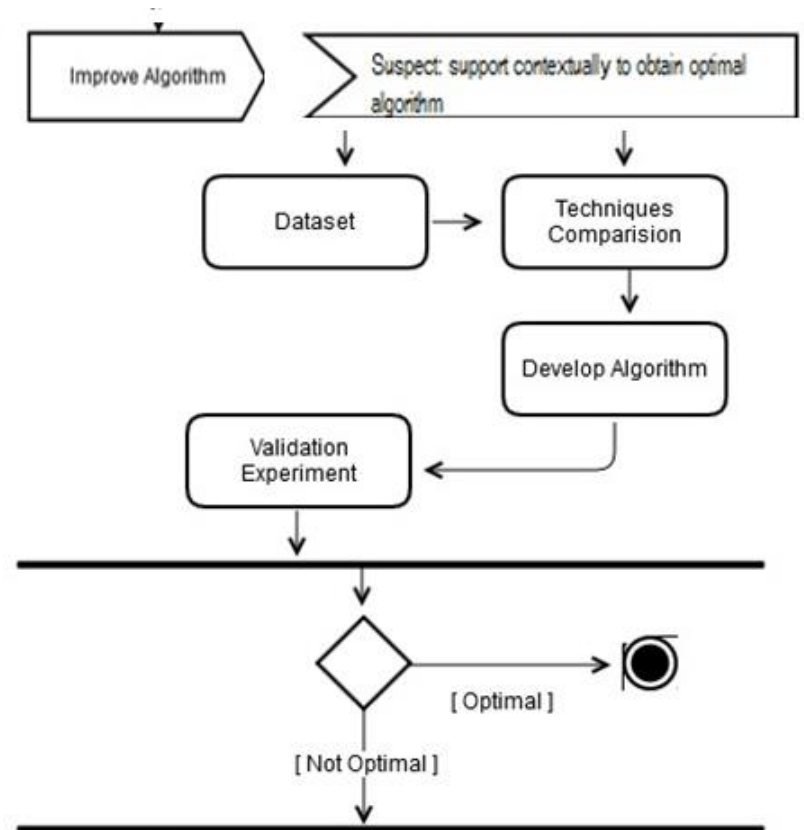 Improve Algorithm
Suspect: support contextually to obtain optimal
algorithm
Dataset
Techniques
Comparision
Develop Algorithm
Validation
Experiment
[ Optimal ]
[ Not Optimal ]